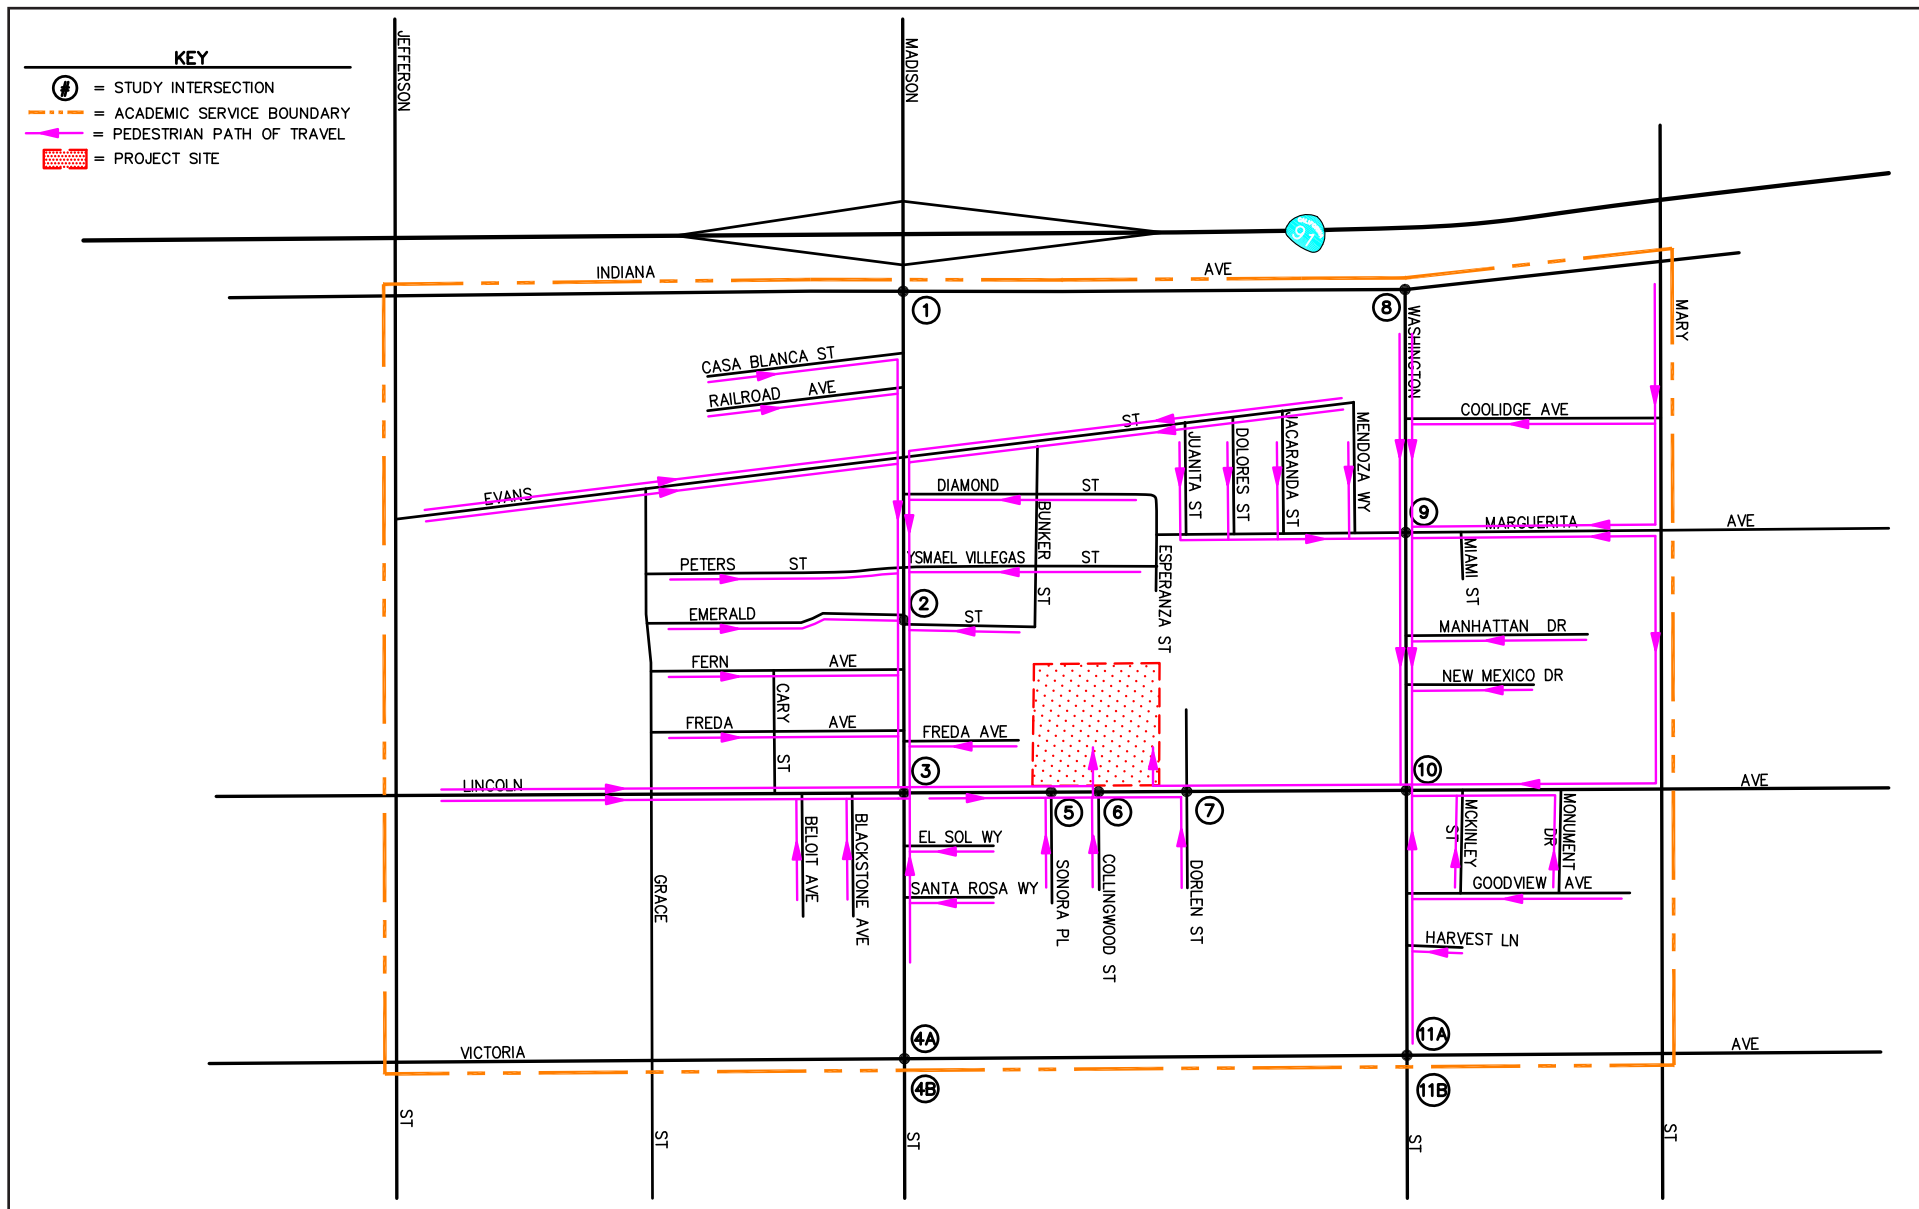 KEY
# = STUDY INTERSECTION
= ACADEMIC SERVICE BOUNDARY
= PEDESTRIAN PATH OF TRAVEL
= PROJECT SITE
JEFFERSON
MADISON
91
INDIANA
AVE
1
8
WASHINGTON
MARY
CASA BLANCA ST
RAILROAD AVE
ST
COOLIDGE AVE
JUANITA ST
DOLORES ST
JACARANDA ST
MENDOZA WY
EVANS
DIAMOND ST
BUNKER
ST
9
MARGUERITA
AVE
PETERS ST
YSMAEL VILLEGAS ST
ESPERANZA ST
MIAMI ST
2
EMERALD
ST
MANHATTAN DR
FERN AVE
NEW MEXICO DR
CARY
ST
FREDA AVE
FREDA AVE
3
10
LINCOLN
AVE
5
6
7
BELOIT AVE
BLACKSTONE AVE
EL SOL WY
SANTA ROSA WY
SONORA PL
COLLINGWOOD ST
DORLEN ST
MCKINLEY
ST
MONUMENT
DR
GOODVIEW AVE
HARVEST LN
GRACE
4A
11A
VICTORIA
AVE
4B
11B
ST
ST
ST
ST
ST